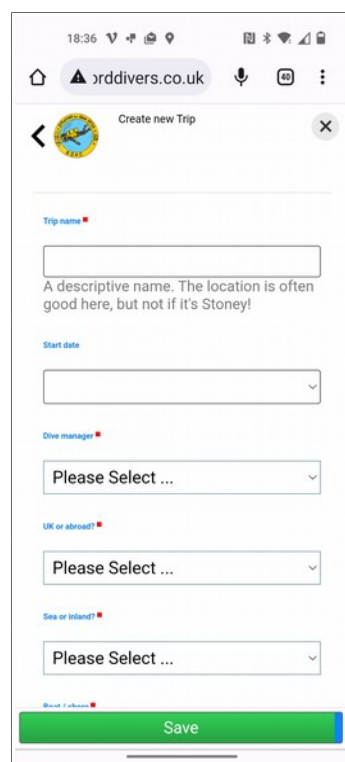 18:36
orddivers.co.uk
40
Create new Trip
Trip name
A descriptive name. The location is often
good here, but not if it's Stoney!
Start date
Dive manager
Please Select ...
UK or abroad?
Please Select ...
Sea or inland?
Please Select ...
Boat / shore
Save